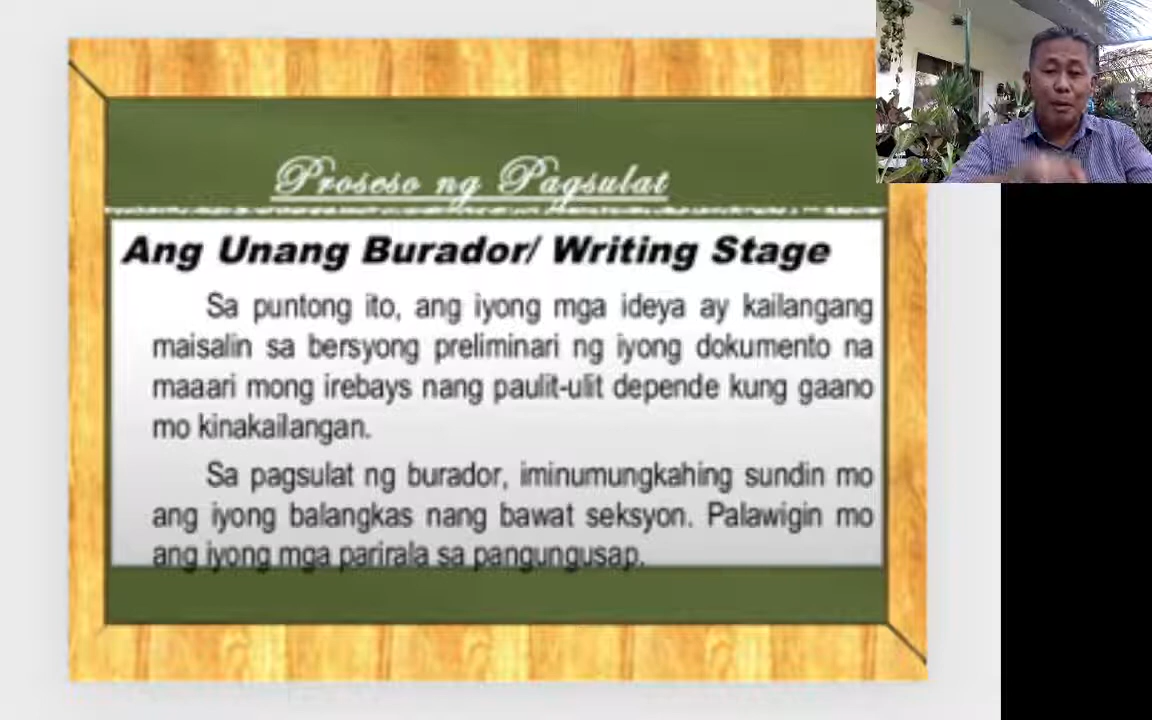 Proseso ng Pagsulat
Ang Unang Burador/ Writing Stage
Sa puntong ito, ang iyong mga ideya ay kailangang
maisalin sa bersyong preliminari ng iyong dokumento na
maaari mong irebays nang paulit-ulit depende kung gaano
mo kinakailangan.
Sa pagsulat ng burador, iminumungkahing sundin mo
ang iyong balangkas nang bawat seksyon. Palawigin mo
ang iyong mga parirala sa pangungusap.